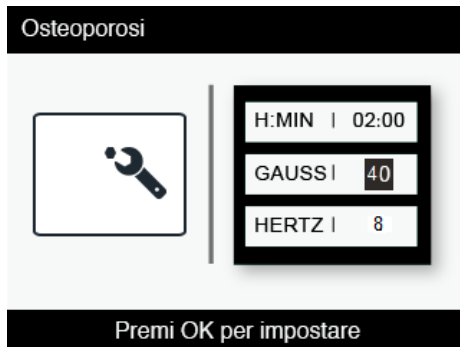 Osteoporosi
H:MIN | 02:00
GAUSS | 40
HERTZ | 8
Premi OK per impostare